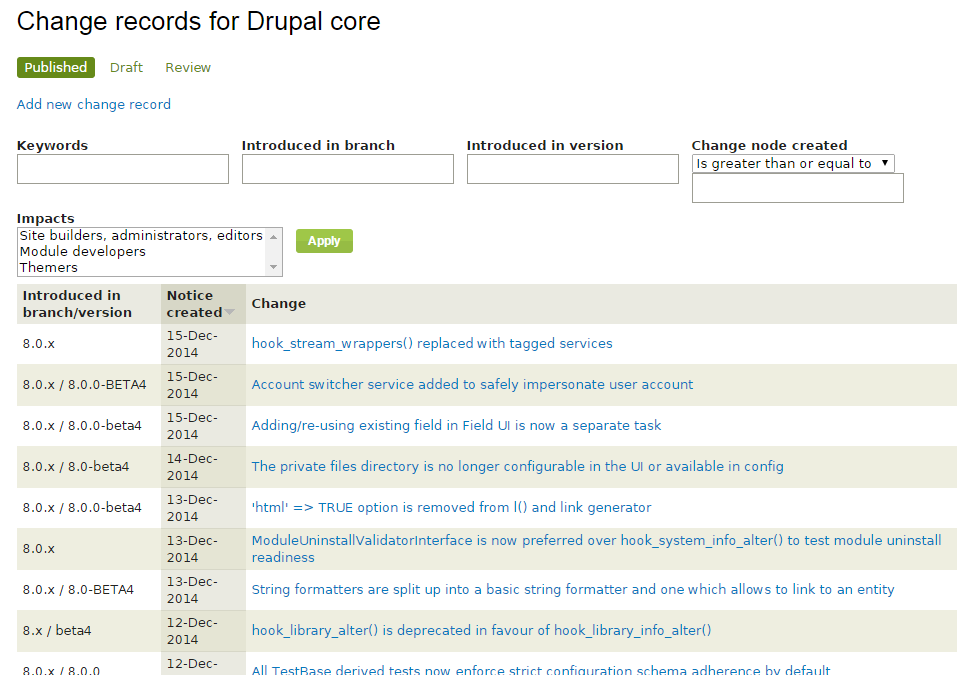 Change records for Drupal core
Published Draft Review
Add new change record
Keywords Introduced in branch Introduced in version Change node created
Is greater than or equal to
Impacts
Site builders, administrators, editors
Module developers
Themers
Apply
Introduced in branch/version Notice created Change
8.0.x 15-Dec-2014 hook_stream_wrappers() replaced with tagged services
8.0.x / 8.0.0-BETA4 15-Dec-2014 Account switcher service added to safely impersonate user account
8.0.x / 8.0.0-beta4 15-Dec-2014 Adding/re-using existing field in Field UI is now a separate task
8.0.x / 8.0-beta4 14-Dec-2014 The private files directory is no longer configurable in the UI or available in config
8.0.x / 8.0.0-beta4 13-Dec-2014 'html' => TRUE option is removed from l() and link generator
8.0.x 13-Dec-2014 ModuleUninstallValidatorInterface is now preferred over hook_system_info_alter() to test module uninstall readiness
8.0.x / 8.0-BETA4 13-Dec-2014 String formatters are split up into a basic string formatter and one which allows to link to an entity
8.x / beta4 12-Dec-2014 hook_library_alter() is deprecated in favour of hook_library_info_alter()
8.0.x / 8.0.0 12-Dec- All TestBase derived tests now enforce strict configuration schema adherence by default